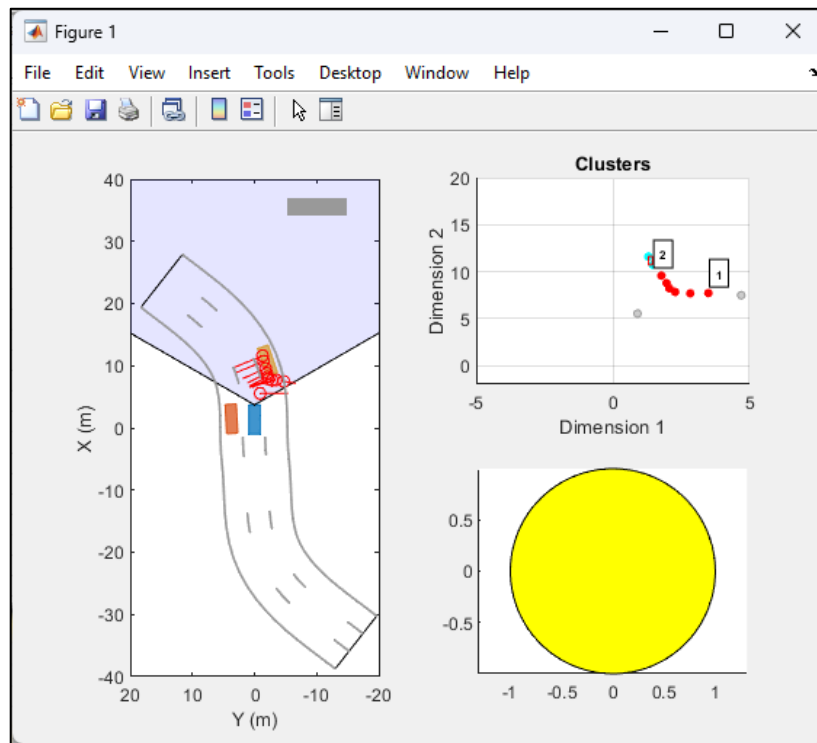 Figure 1
File Edit View Insert Tools Desktop Window Help
40
30
20
10
0
-10
-20
-30
-40
X (m)
20 10 0 -10 -20
Y (m)
Clusters
20
15
10
5
0
Dimension 2
2
1
-5 0 5
Dimension 1
0.5
0
-0.5
-1 -0.5 0 0.5 1